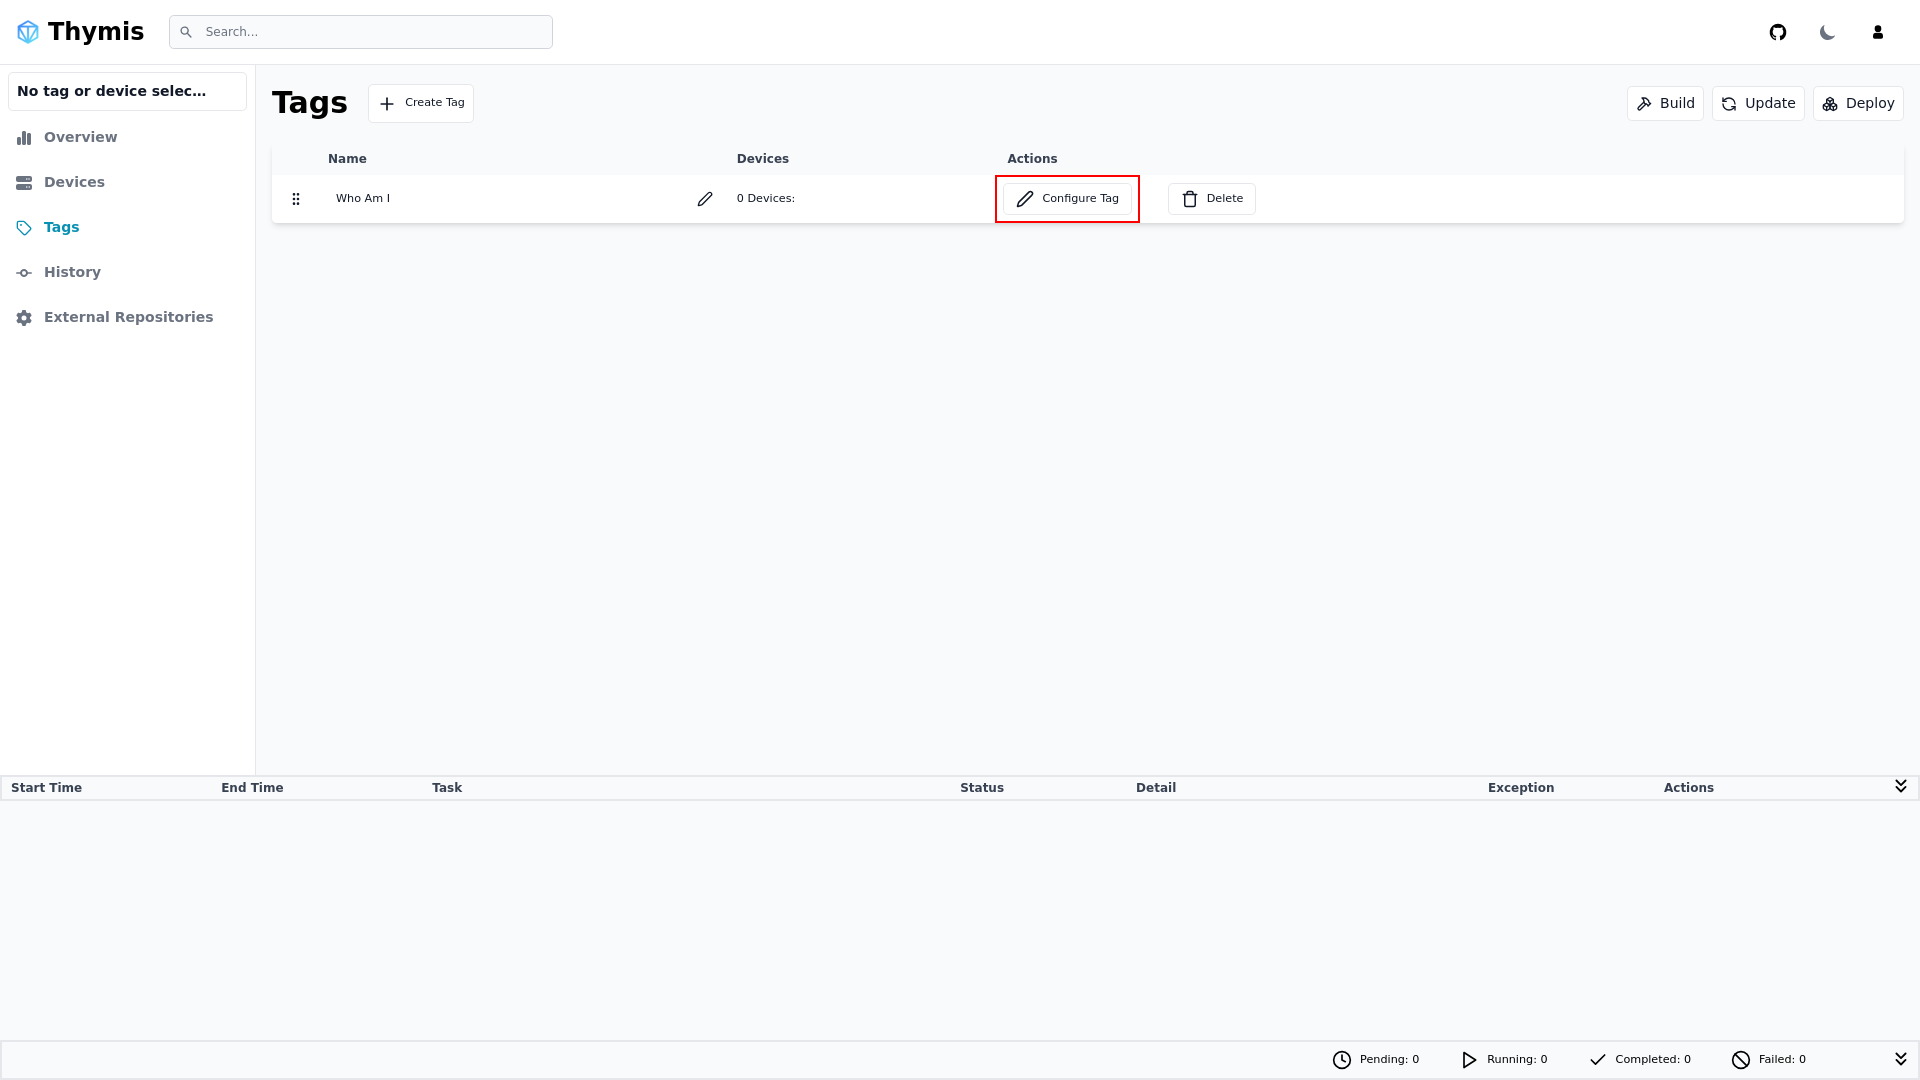 Thymis
Search...
No tag or device selec...
Overview
Devices
Tags
History
External Repositories
Tags
Create Tag
Build
Update
Deploy
Name Devices Actions
Who Am I 0 Devices: Configure Tag Delete
Start Time End Time Task Status Detail Exception Actions
Pending: 0 Running: 0 Completed: 0 Failed: 0